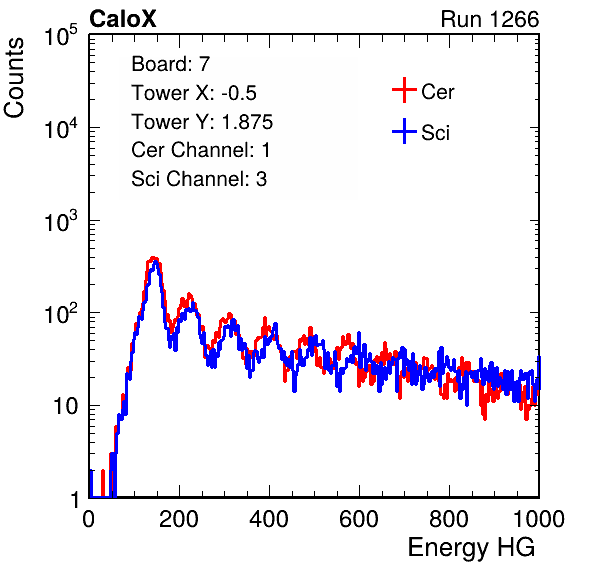 CaloX Run 1266
Counts
10^5
10^4
10^3
10^2
10
1
Board: 7
Tower X: -0.5
Tower Y: 1.875
Cer Channel: 1
Sci Channel: 3
Cer
Sci
0 200 400 600 800 1000
Energy HG